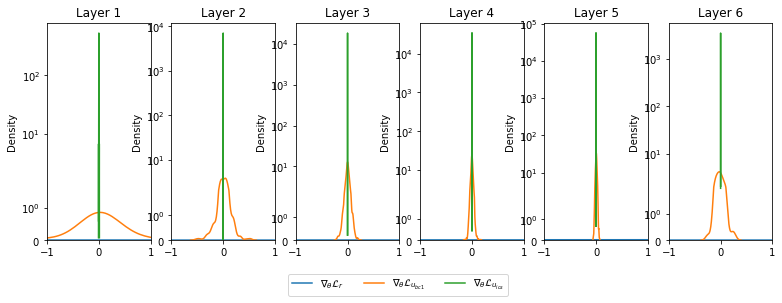 Layer 1 Layer 2 Layer 3 Layer 4 Layer 5 Layer 6
Density Density Density Density Density Density
10² 10¹ 10⁰ 0
10⁴ 10³ 10² 10¹ 10⁰ 0
10⁴ 10³ 10² 10¹ 10⁰ 0
10⁴ 10³ 10² 10¹ 10⁰ 0
10⁵ 10⁴ 10³ 10² 10¹ 10⁰ 0
10³ 10² 10¹ 10⁰ 0
−1 0 1 −1 0 1 −1 0 1 −1 0 1 −1 0 1 −1 0 1
∇θℒr ∇θℒu_bc1 ∇θℒu_ics